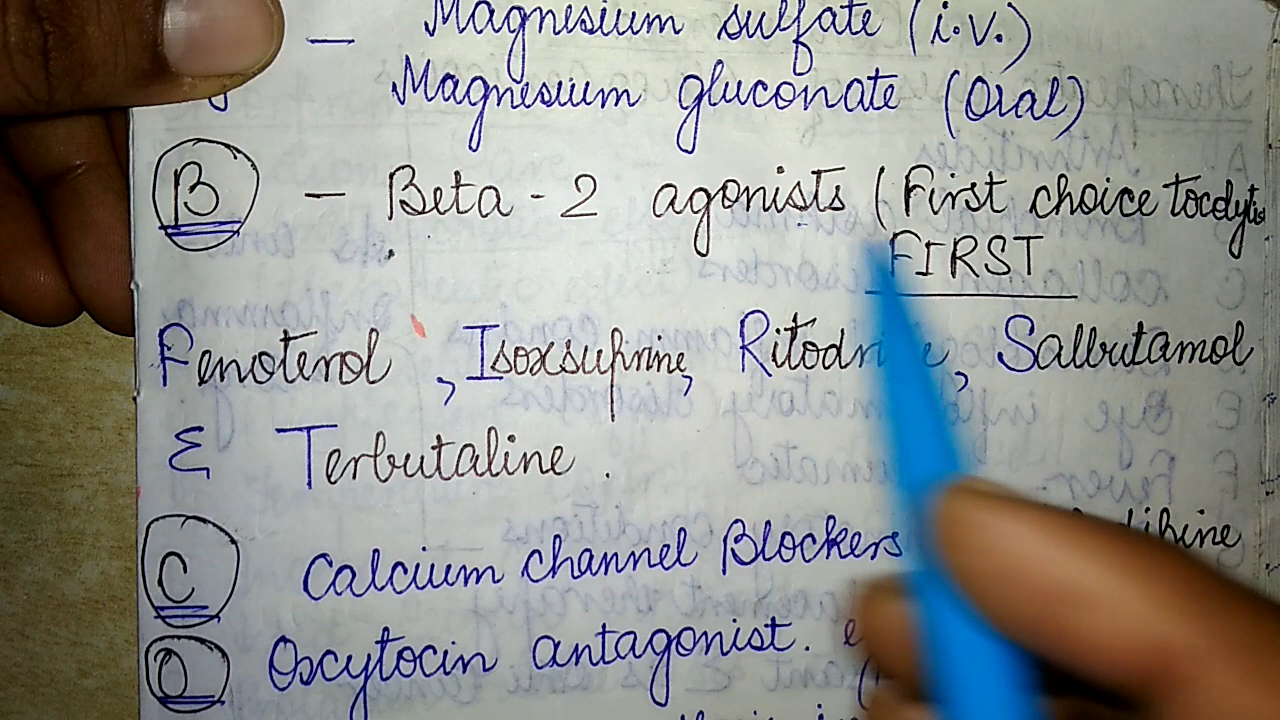 — Magnesium sulfate (i.v.)
Magnesium gluconate (Oral)
B — Beta - 2 agonists (First choice tocolytis
FIRST
Fenoterol, Isoxsuprine, Ritodrine, Salbutamol
& Terbutaline.
C Calcium channel Blockers
O Oxytocin antagonist.